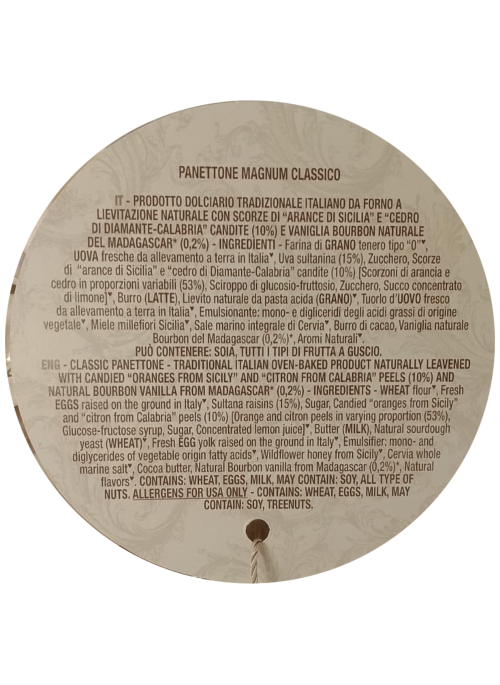 PANETTONE MAGNUM CLASSICO
IT - PRODOTTO DOLCIARIO TRADIZIONALE ITALIANO DA FORNO A
LIEVITAZIONE NATURALE CON SCORZE DI “ARANCE DI SICILIA” E “CEDRO
DI DIAMANTE-CALABRIA” CANDITE (10%) E VANIGLIA BOURBON NATURALE
DEL MADAGASCAR* (0,2%) - INGREDIENTI - Farina di GRANO tenero tipo “0”♥,
UOVA fresche da allevamento a terra in Italia♥, Uva sultanina (15%), Zucchero, Scorze
di “arance di Sicilia” e “cedro di Diamante-Calabria” candite (10%) [Scorzoni di arancia e
cedro in proporzioni variabili (53%), Sciroppo di glucosio-fruttosio, Zucchero, Succo concentrato
di limone]♥, Burro (LATTE), Lievito naturale da pasta acida (GRANO)♥, Tuorlo d’UOVO fresco
da allevamento a terra in Italia♥, Emulsionante: mono- e digliceridi degli acidi grassi di origine
vegetale♥, Miele millefiori Sicilia♥, Sale marino integrale di Cervia♥, Burro di cacao, Vaniglia naturale
Bourbon del Madagascar (0,2%)*, Aromi Naturali♥.
PUÒ CONTENERE: SOIA, TUTTI I TIPI DI FRUTTA A GUSCIO.
ENG - CLASSIC PANETTONE - TRADITIONAL ITALIAN OVEN-BAKED PRODUCT NATURALLY LEAVENED
WITH CANDIED “ORANGES FROM SICILY” AND “CITRON FROM CALABRIA” PEELS (10%) AND
NATURAL BOURBON VANILLA FROM MADAGASCAR* (0,2%) - INGREDIENTS - WHEAT flour♥, Fresh
EGGS raised on the ground in Italy♥, Sultana raisins (15%), Sugar, Candied “oranges from Sicily”
and “citron from Calabria” peels (10%) [Orange and citron peels in varying proportion (53%),
Glucose-fructose syrup, Sugar, Concentrated lemon juice]♥, Butter (MILK), Natural sourdough
yeast (WHEAT)♥, Fresh EGG yolk raised on the ground in Italy♥, Emulsifier: mono- and
diglycerides of vegetable origin fatty acids♥, Wildflower honey from Sicily♥, Cervia whole
marine salt♥, Cocoa butter, Natural Bourbon vanilla from Madagascar (0,2%)*, Natural
flavors♥. CONTAINS: WHEAT, EGGS, MILK, MAY CONTAIN: SOY, ALL TYPE OF
NUTS. ALLERGENS FOR USA ONLY - CONTAINS: WHEAT, EGGS, MILK, MAY
CONTAIN: SOY, TREENUTS.